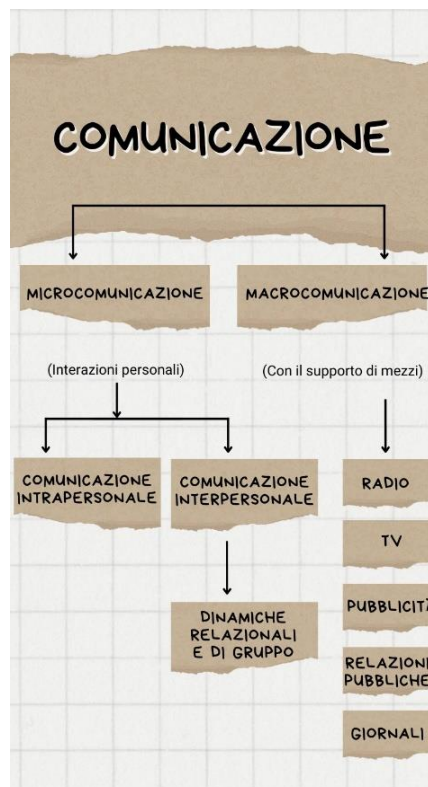 COMUNICAZIONE
MICROCOMUNICAZIONE
MACROCOMUNICAZIONE
(Interazioni personali)
(Con il supporto di mezzi)
COMUNICAZIONE
INTRAPERSONALE
COMUNICAZIONE
INTERPERSONALE
DINAMICHE
RELAZIONALI
E DI GRUPPO
RADIO
TV
PUBBLICITÀ
RELAZIONI
PUBBLICHE
GIORNALI